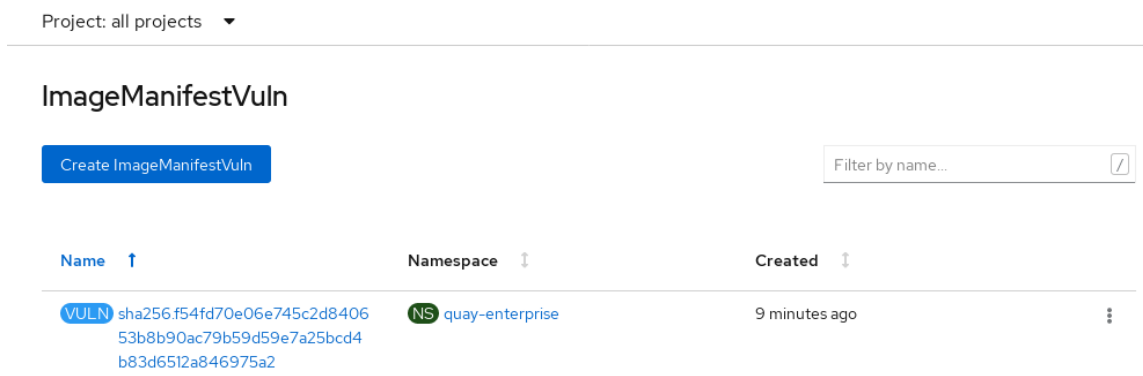 Project: all projects
ImageManifestVuln
Create ImageManifestVuln
Filter by name...
/
Name Namespace Created
VULN sha256.f54fd70e06e745c2d8406 NS quay-enterprise 9 minutes ago
53b8b90ac79b59d59e7a25bcd4
b83d6512a846975a2